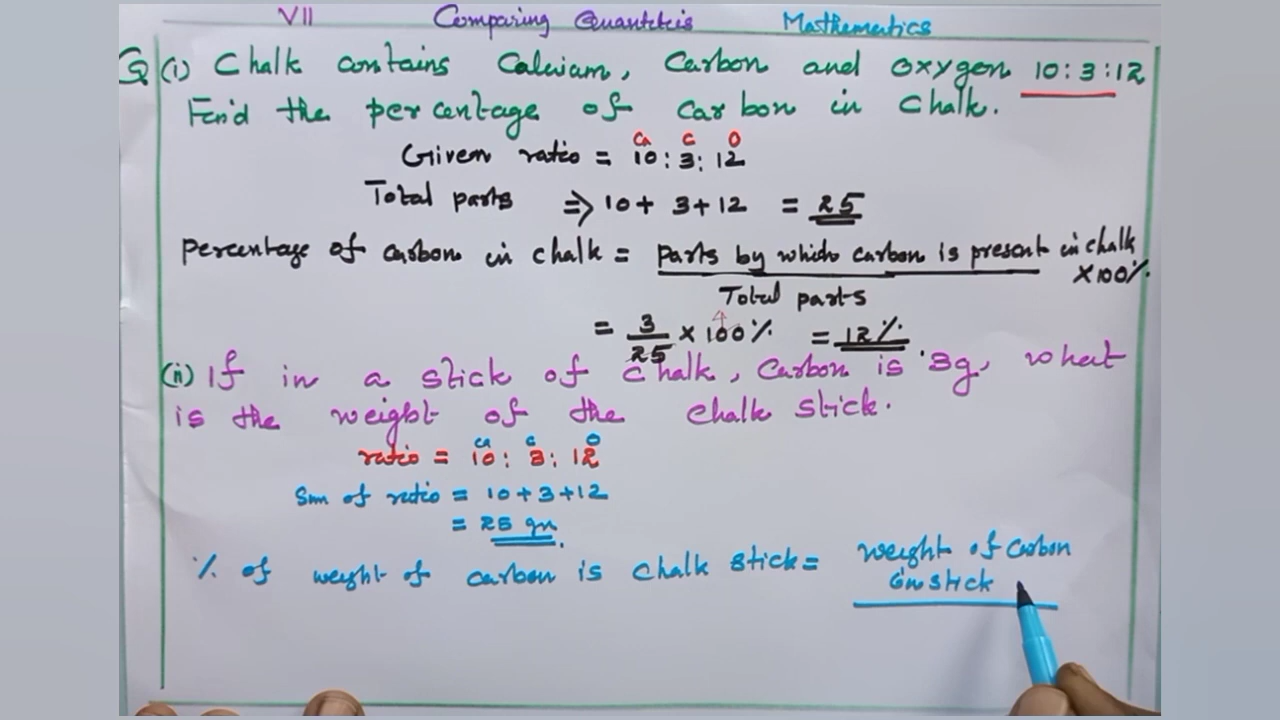 VII Comparing Quantiteis Mathematics
Q (i) Chalk contains Calcium, Carbon and oxygen 10:3:12
Find the percentage of carbon in chalk.
Ca C O
Given ratio = 10:3:12
Total parts ⇒ 10+ 3+12 = 25
percentage of carbon in chalk = parts by which carbon is present in chalk
×100%
Total parts
4
= 3/25 × 100% = 12%.
(ii) If in a stick of chalk, carbon is 3g, what
is the weight of the chalk stick.
Ca C O
ratio = 10: 3:12
Sum of ratio = 10+3+12
= 25 gm.
% of weight of carbon is chalk stick = weight of carbon
in stick